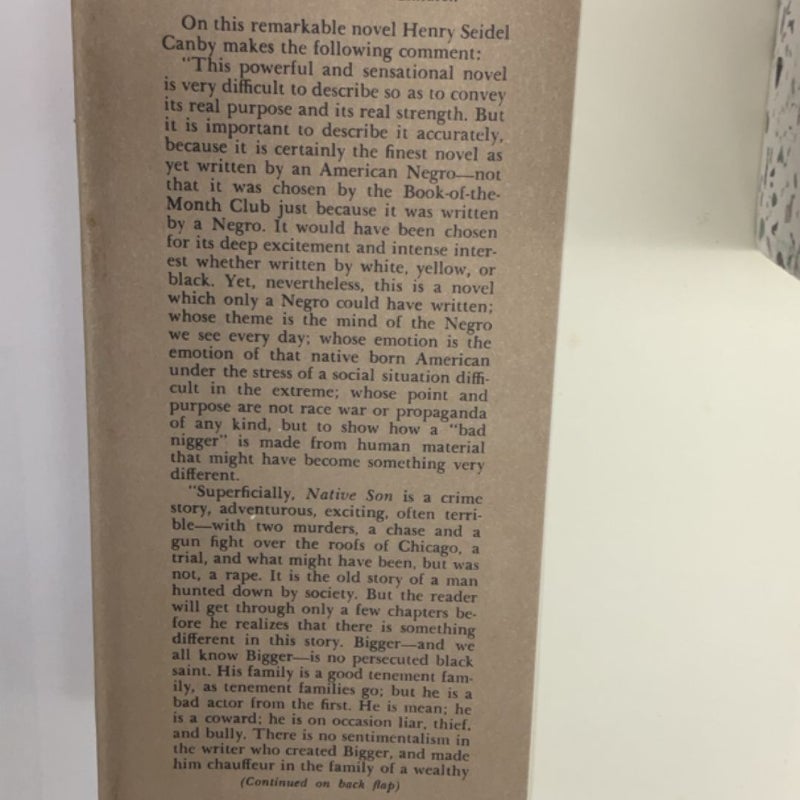 On this remarkable novel Henry Seidel
Canby makes the following comment:
"This powerful and sensational novel
is very difficult to describe so as to convey
its real purpose and its real strength. But
it is important to describe it accurately,
because it is certainly the finest novel as
yet written by an American Negro—not
that it was chosen by the Book-of-the-
Month Club just because it was written
by a Negro. It would have been chosen
for its deep excitement and intense inter-
est whether written by white, yellow, or
black. Yet, nevertheless, this is a novel
which only a Negro could have written;
whose theme is the mind of the Negro
we see every day; whose emotion is the
emotion of that native born American
under the stress of a social situation diffi-
cult in the extreme; whose point and
purpose are not race war or propaganda
of any kind, but to show how a "bad
nigger" is made from human material
that might have become something very
different.
"Superficially, Native Son is a crime
story, adventurous, exciting, often terri-
ble—with two murders, a chase and a
gun fight over the roofs of Chicago, a
trial, and what might have been, but was
not, a rape. It is the old story of a man
hunted down by society. But the reader
will get through only a few chapters be-
fore he realizes that there is something
different in this story. Bigger—and we
all know Bigger—is no persecuted black
saint. His family is a good tenement fam-
ily, as tenement families go; but he is a
bad actor from the first. He is mean; he
is a coward; he is on occasion liar, thief,
and bully. There is no sentimentalism in
the writer who created Bigger, and made
him chauffeur in the family of a wealthy
(Continued on back flap)